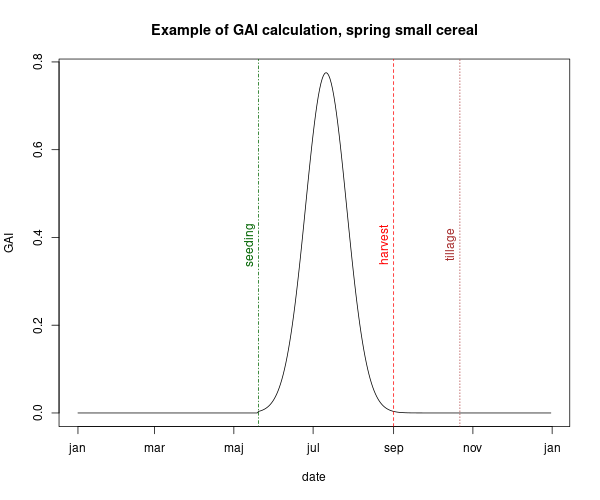 Example of GAI calculation, spring small cereal
GAI
0.8
0.6
0.4
0.2
0.0
seeding
harvest
tillage
jan mar maj jul sep nov jan
date